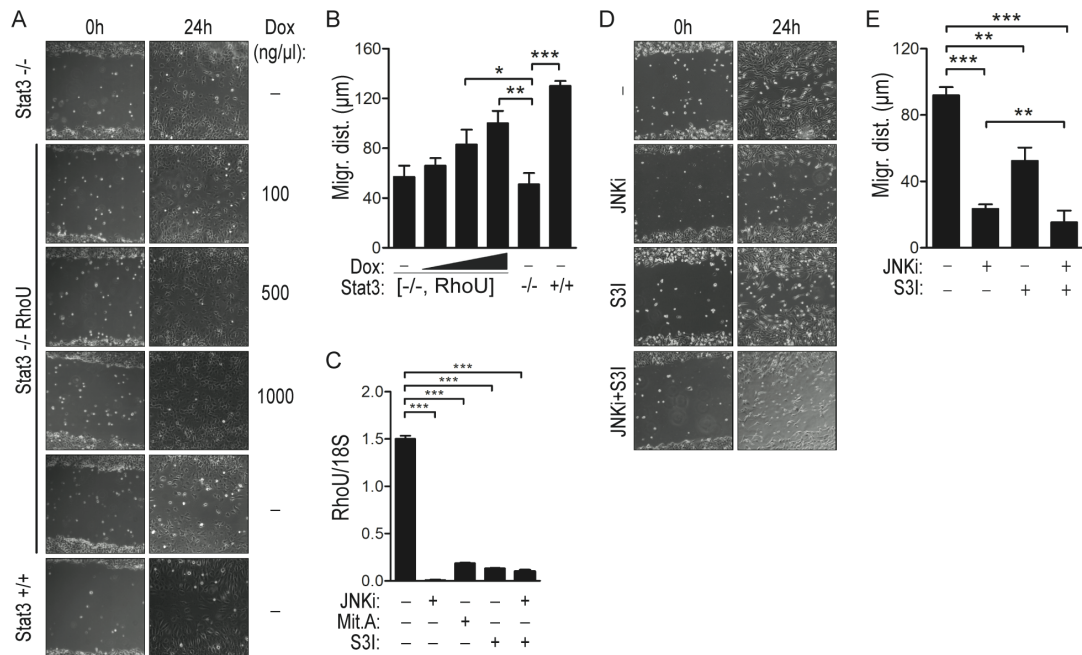 A
0h 24h Dox
(ng/µl):
Stat3 -/-
–
Stat3 -/- RhoU
100
500
1000
–
Stat3 +/+
–
B
Migr. dist. (µm)
160
120
80
40
0
*
**
***
Dox: – – –
Stat3: [-/-, RhoU] -/- +/+
C
RhoU/18S
2.0
1.5
1.0
0.5
0.0
***
***
***
***
JNKi: – + – – +
Mit.A: – – + – –
S3I: – – – + +
D
0h 24h
–
JNKi
S3I
JNKi+S3I
E
Migr. dist. (µm)
120
80
40
0
***
**
***
**
JNKi: – + – +
S3I: – – + +